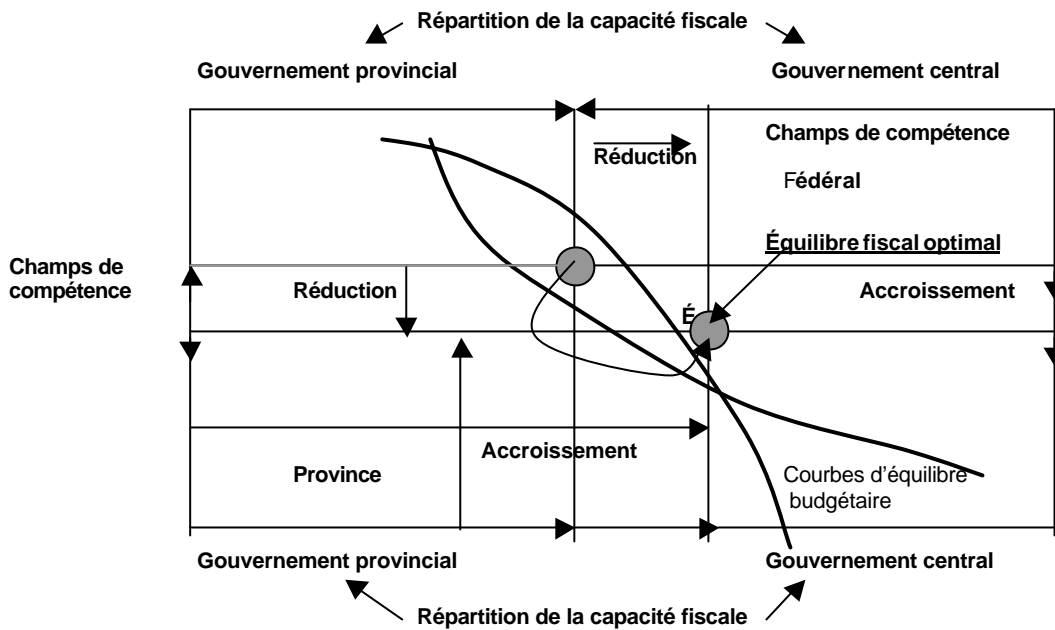 Répartition de la capacité fiscale
Gouvernement provincial
Gouvernement central
Champs de compétence
Réduction
Fédéral
Équilibre fiscal optimal
Champs de
compétence
Réduction
Accroissement
É
Accroissement
Province
Courbes d'équilibre
budgétaire
Gouvernement provincial
Gouvernement central
Répartition de la capacité fiscale